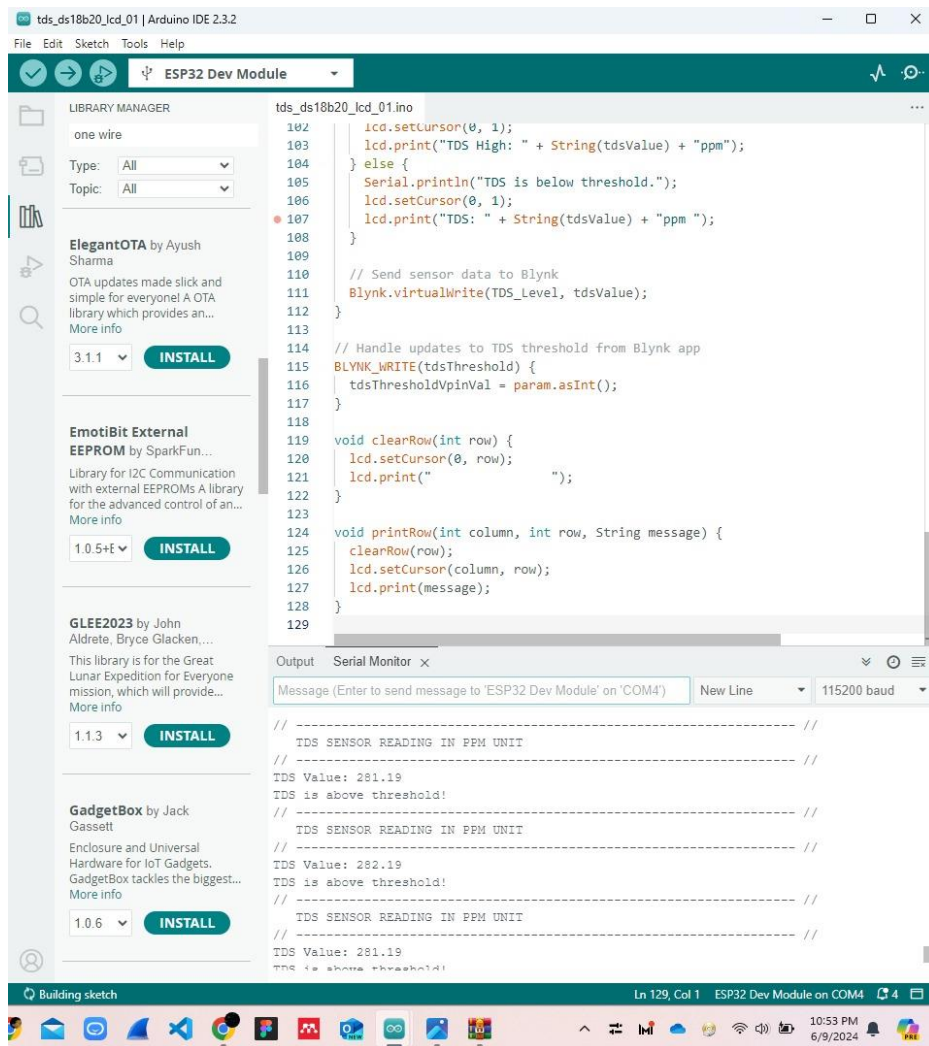 tds_ds18b20_lcd_01 | Arduino IDE 2.3.2
File Edit Sketch Tools Help
ESP32 Dev Module
LIBRARY MANAGER
one wire
Type: All
Topic: All
ElegantOTA by Ayush
Sharma
OTA updates made slick and
simple for everyone! A OTA
library which provides an...
More info
3.1.1 INSTALL
EmotiBit External
EEPROM by SparkFun...
Library for I2C Communication
with external EEPROMs A library
for the advanced control of an...
More info
1.0.5+E INSTALL
GLEE2023 by John
Aldrete, Bryce Glacken,...
This library is for the Great
Lunar Expedition for Everyone
mission, which will provide...
More info
1.1.3 INSTALL
GadgetBox by Jack
Gassett
Enclosure and Universal
Hardware for IoT Gadgets.
GadgetBox tackles the biggest...
More info
1.0.6 INSTALL
tds_ds18b20_lcd_01.ino
102 lcd.setCursor(0, 1);
103 lcd.print("TDS High: " + String(tdsValue) + "ppm");
104 } else {
105 Serial.println("TDS is below threshold.");
106 lcd.setCursor(0, 1);
107 lcd.print("TDS: " + String(tdsValue) + "ppm ");
108 }
109
110 // Send sensor data to Blynk
111 Blynk.virtualWrite(TDS_Level, tdsValue);
112 }
113
114 // Handle updates to TDS threshold from Blynk app
115 BLYNK_WRITE(tdsThreshold) {
116 tdsThresholdVpinVal = param.asInt();
117 }
118
119 void clearRow(int row) {
120 lcd.setCursor(0, row);
121 lcd.print("                ");
122 }
123
124 void printRow(int column, int row, String message) {
125 clearRow(row);
126 lcd.setCursor(column, row);
127 lcd.print(message);
128 }
129
Output Serial Monitor
Message (Enter to send message to 'ESP32 Dev Module' on 'COM4') New Line 115200 baud
// ------------------------------------------------------------------- //
TDS SENSOR READING IN PPM UNIT
// ------------------------------------------------------------------- //
TDS Value: 281.19
TDS is above threshold!
// ------------------------------------------------------------------- //
TDS SENSOR READING IN PPM UNIT
// ------------------------------------------------------------------- //
TDS Value: 282.19
TDS is above threshold!
// ------------------------------------------------------------------- //
TDS SENSOR READING IN PPM UNIT
// ------------------------------------------------------------------- //
TDS Value: 281.19
TDS is above threshold!
Building sketch
Ln 129, Col 1 ESP32 Dev Module on COM4 4
NEW
PRE
10:53 PM
6/9/2024